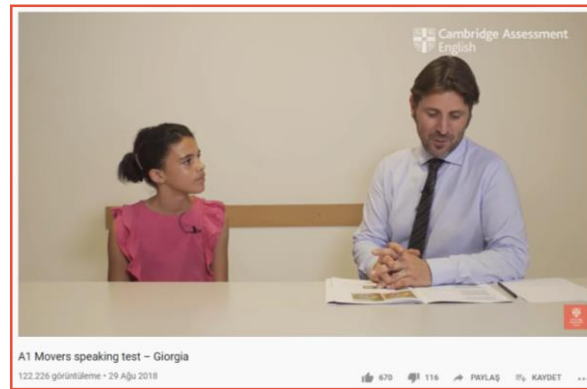 Cambridge Assessment
English
A1 Movers speaking test – Giorgia
122.226 görüntüleme • 29 Ağu 2018
670 116 PAYLAŞ KAYDET ...